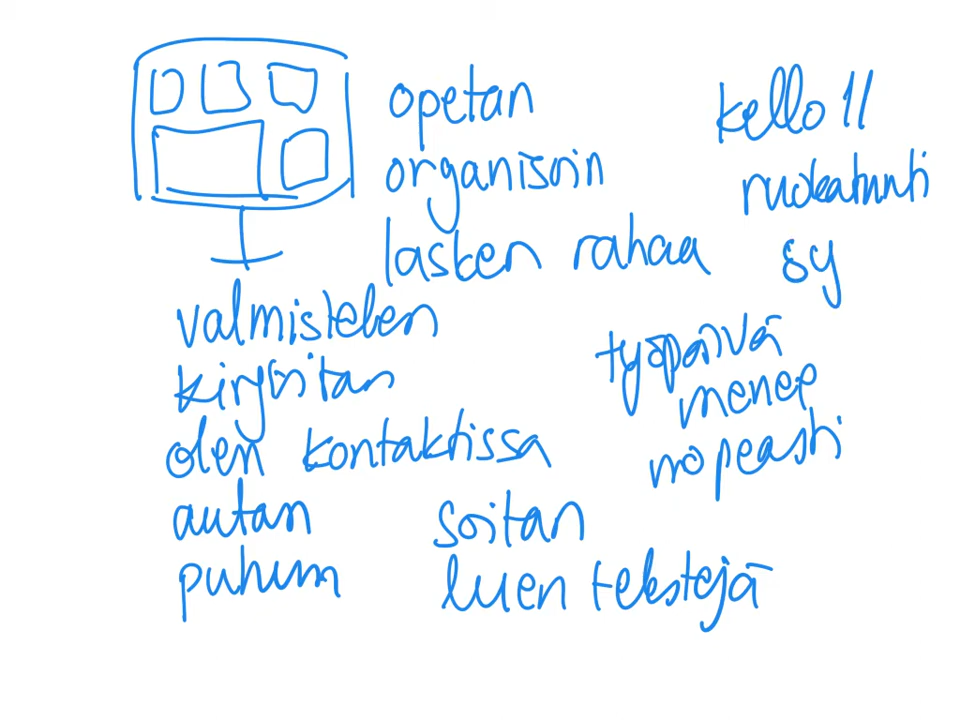 opetan
organisoin
lasken rahaa
valmistelen
kirjoitan
olen kontaktissa
autan
puhun
soitan
luen tekstejä
kello 11
ruokatunti
sy
työpäivä
menee
nopeasti